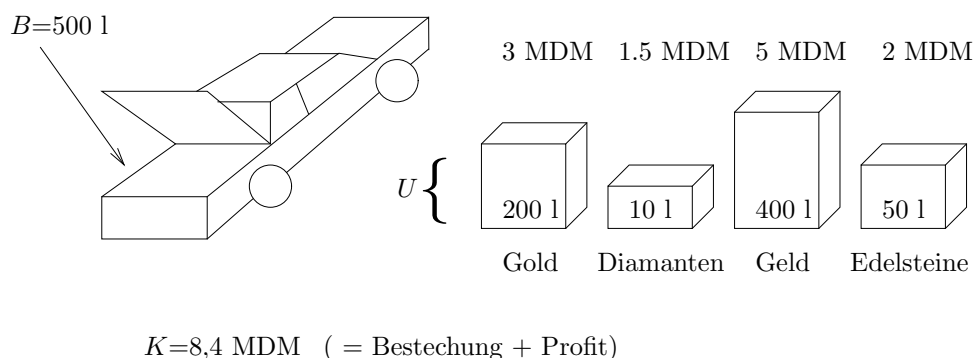 B=500 l
3 MDM 1.5 MDM 5 MDM 2 MDM
U {
200 l 10 l 400 l 50 l
Gold Diamanten Geld Edelsteine
K=8,4 MDM ( = Bestechung + Profit)